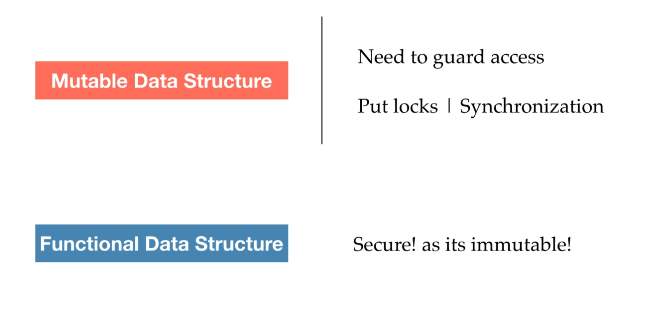 Mutable Data Structure
Need to guard access
Put locks | Synchronization
Functional Data Structure
Secure! as its immutable!